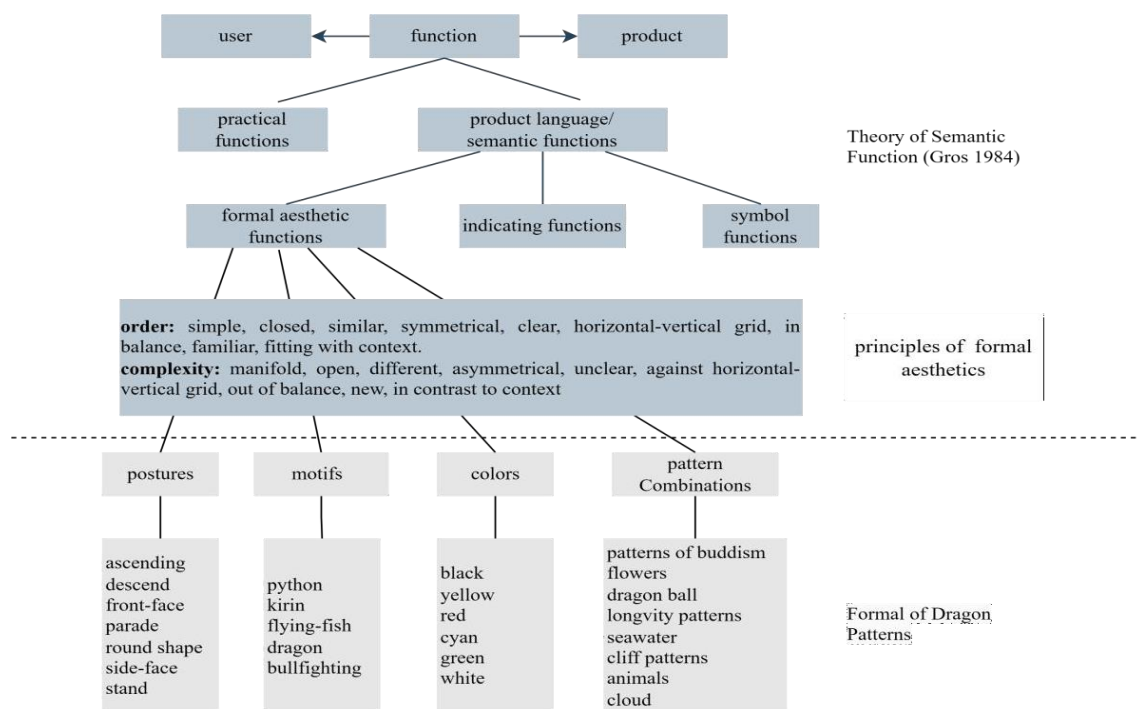 user
function
product
practical
functions
product language/
semantic functions
Theory of Semantic
Function (Gros 1984)
formal aesthetic
functions
indicating functions
symbol
functions
order: simple, closed, similar, symmetrical, clear, horizontal-vertical grid, in
balance, familiar, fitting with context.
complexity: manifold, open, different, asymmetrical, unclear, against horizontal-
vertical grid, out of balance, new, in contrast to context
principles of formal
aesthetics
postures
motifs
colors
pattern
Combinations
ascending
descend
front-face
parade
round shape
side-face
stand
python
kirin
flying-fish
dragon
bullfighting
black
yellow
red
cyan
green
white
patterns of buddism
flowers
dragon ball
longvity patterns
seawater
cliff patterns
animals
cloud
Formal of Dragon
Patterns